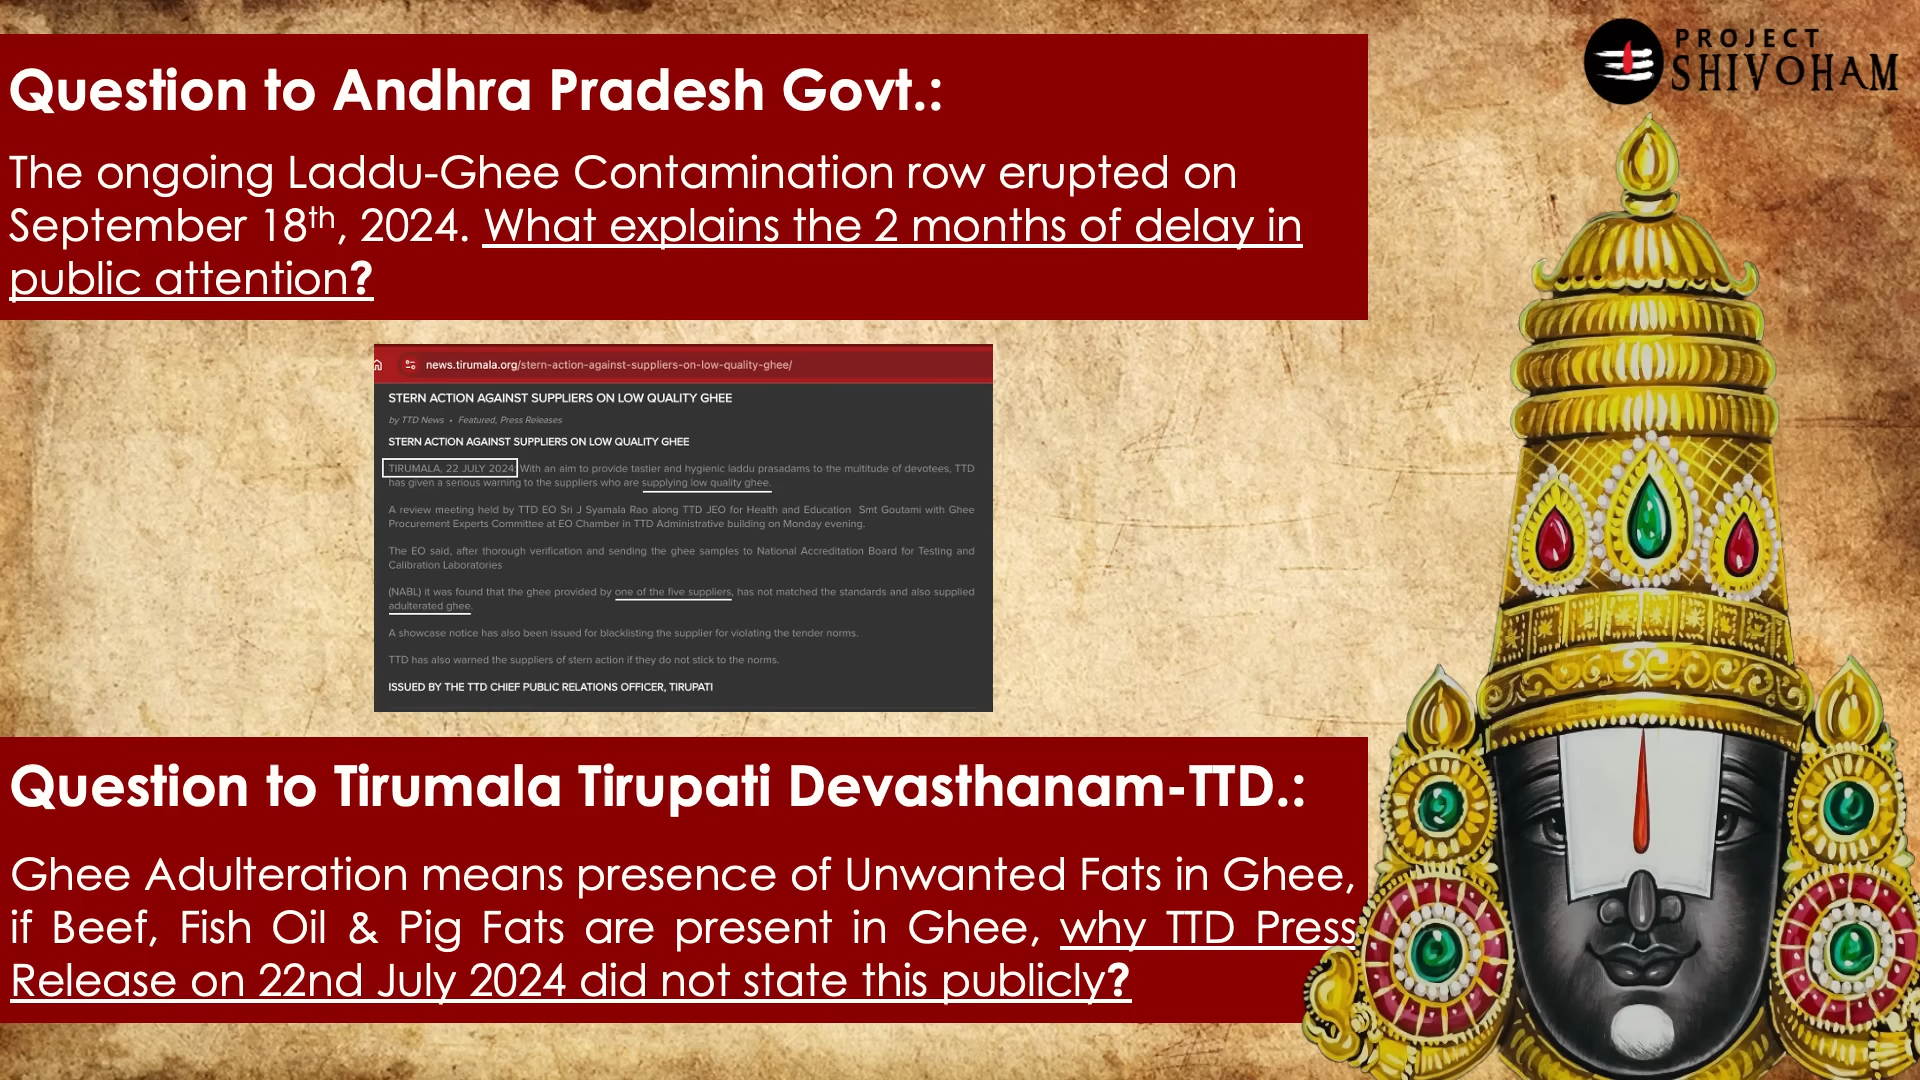 PROJECT
SHIVOHAM
Question to Andhra Pradesh Govt.:
The ongoing Laddu-Ghee Contamination row erupted on
September 18th, 2024. What explains the 2 months of delay in
public attention?
news.tirumala.org/stern-action-against-suppliers-on-low-quality-ghee/
STERN ACTION AGAINST SUPPLIERS ON LOW QUALITY GHEE
by TTD News • Featured, Press Releases
STERN ACTION AGAINST SUPPLIERS ON LOW QUALITY GHEE
TIRUMALA, 22 JULY 2024: With an aim to provide tastier and hygienic laddu prasadams to the multitude of devotees, TTD
has given a serious warning to the suppliers who are supplying low quality ghee.
A review meeting held by TTD EO Sri J Syamala Rao along TTD JEO for Health and Education Smt Goutami with Ghee
Procurement Experts Committee at EO Chamber in TTD Administrative building on Monday evening.
The EO said, after thorough verification and sending the ghee samples to National Accreditation Board for Testing and
Calibration Laboratories
(NABL) it was found that the ghee provided by one of the five suppliers, has not matched the standards and also supplied
adulterated ghee.
A showcase notice has also been issued for blacklisting the supplier for violating the tender norms.
TTD has also warned the suppliers of stern action if they do not stick to the norms.
ISSUED BY THE TTD CHIEF PUBLIC RELATIONS OFFICER, TIRUPATI
Question to Tirumala Tirupati Devasthanam-TTD.:
Ghee Adulteration means presence of Unwanted Fats in Ghee,
if Beef, Fish Oil & Pig Fats are present in Ghee, why TTD Press
Release on 22nd July 2024 did not state this publicly?